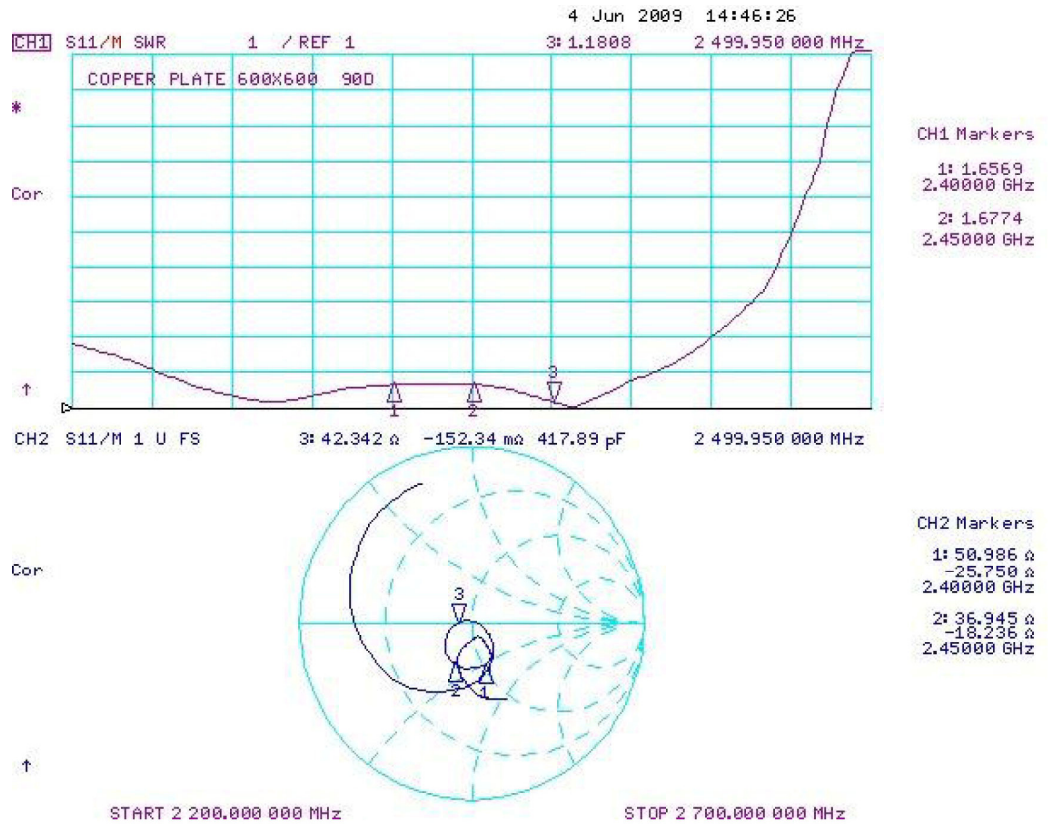 4 Jun 2009 14:46:26
CH1 S11/M SWR 1 / REF 1 3: 1.1808 2 499.950 000 MHz
COPPER PLATE 600X600 90D
*
CH1 Markers
1: 1.6569
2.40000 GHz
Cor
2: 1.6774
2.45000 GHz
3
↑
1 2
CH2 S11/M 1 U FS 3: 42.342 Ω -152.34 mΩ 417.89 pF 2 499.950 000 MHz
CH2 Markers
1: 50.986 Ω
-25.750 Ω
2.40000 GHz
Cor
2: 36.945 Ω
-18.236 Ω
2.45000 GHz
3
2 1
↑
START 2 200.000 000 MHz STOP 2 700.000 000 MHz